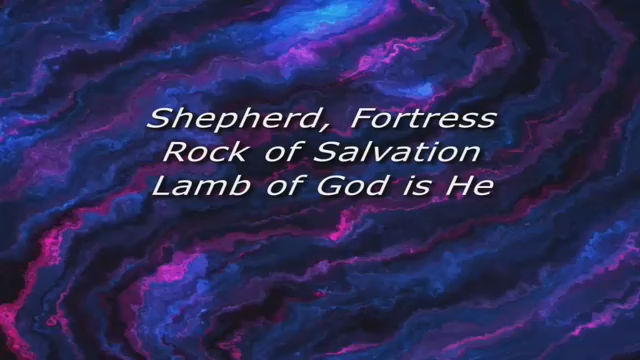 Shepherd, Fortress
Rock of Salvation
Lamb of God is He